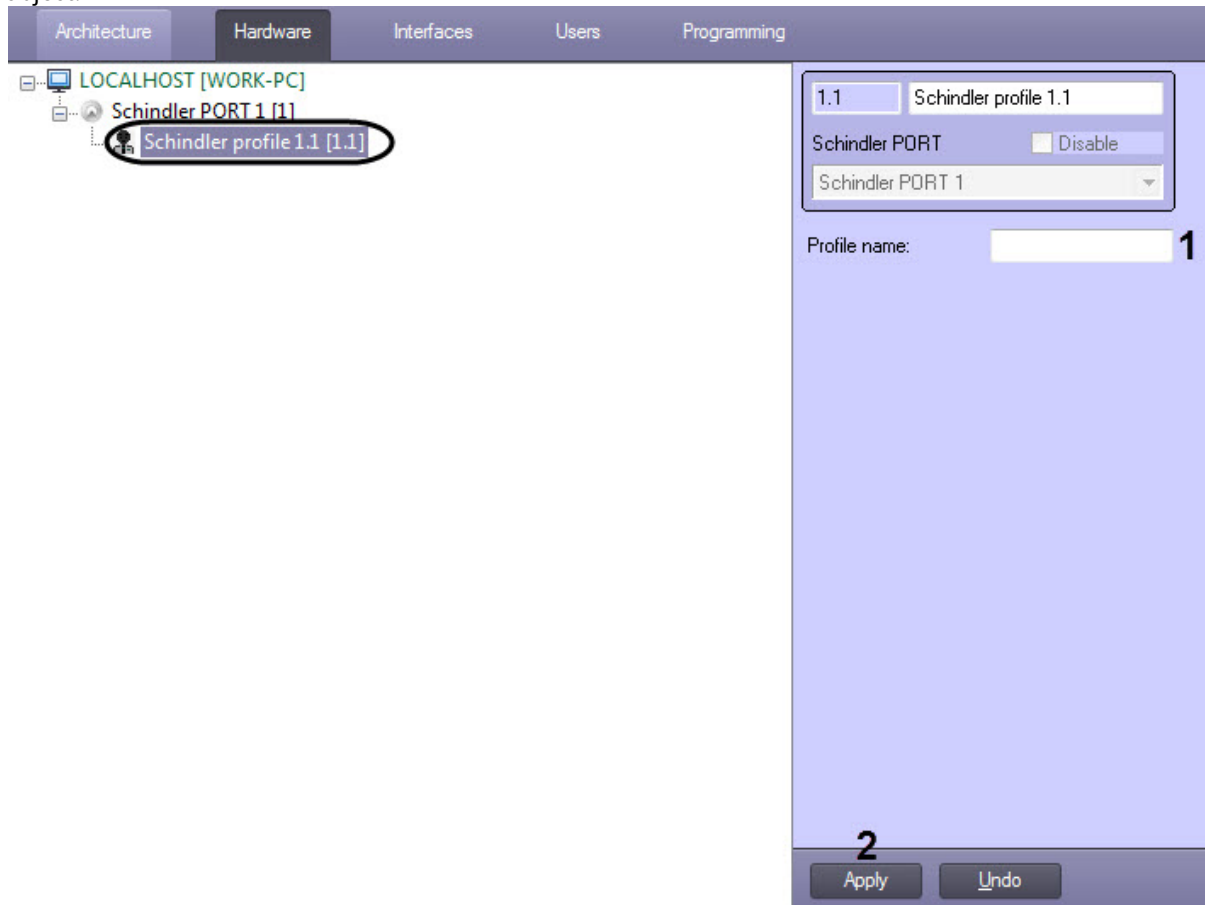 Architecture Hardware Interfaces Users Programming
LOCALHOST [WORK-PC]
Schindler PORT 1 [1]
Schindler profile 1.1 [1.1]
1.1 Schindler profile 1.1
Schindler PORT Disable
Schindler PORT 1
Profile name: 1
2
Apply Undo